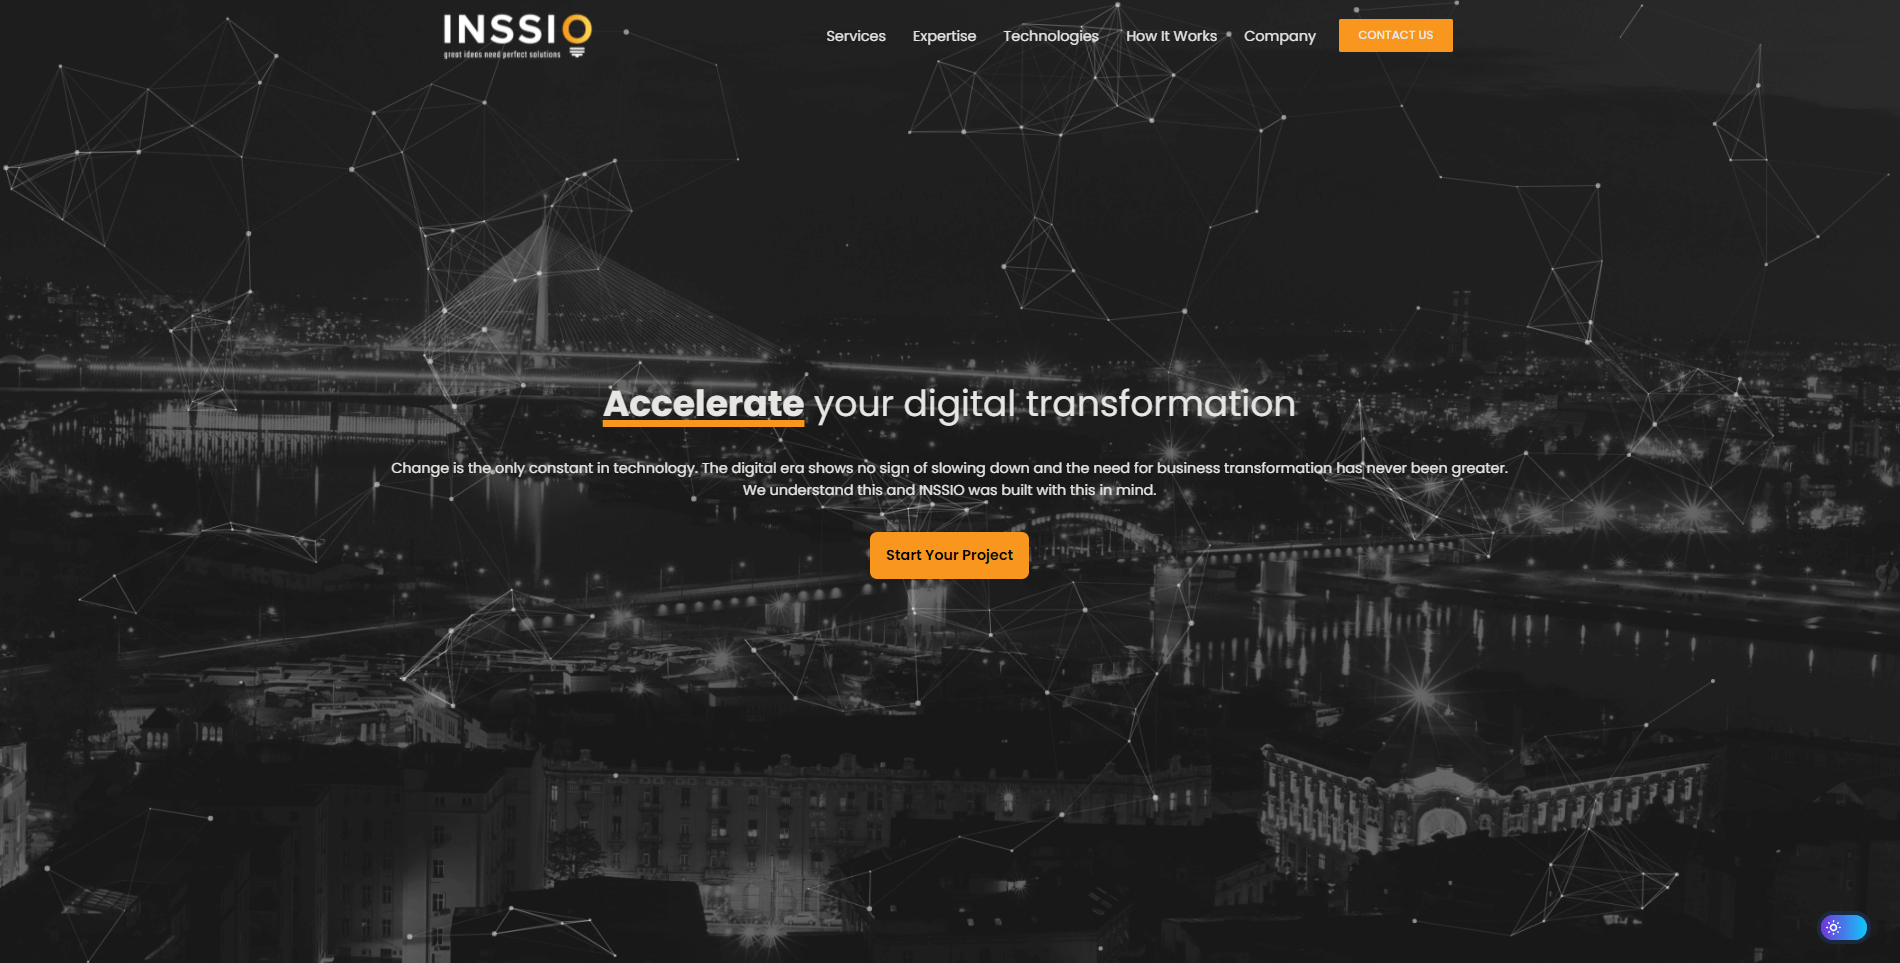 INSSIO
great ideas need perfect solutions
Services
Expertise
Technologies
How It Works
Company
CONTACT US
Accelerate your digital transformation
Change is the only constant in technology. The digital era shows no sign of slowing down and the need for business transformation has never been greater.
We understand this and INSSIO was built with this in mind.
Start Your Project